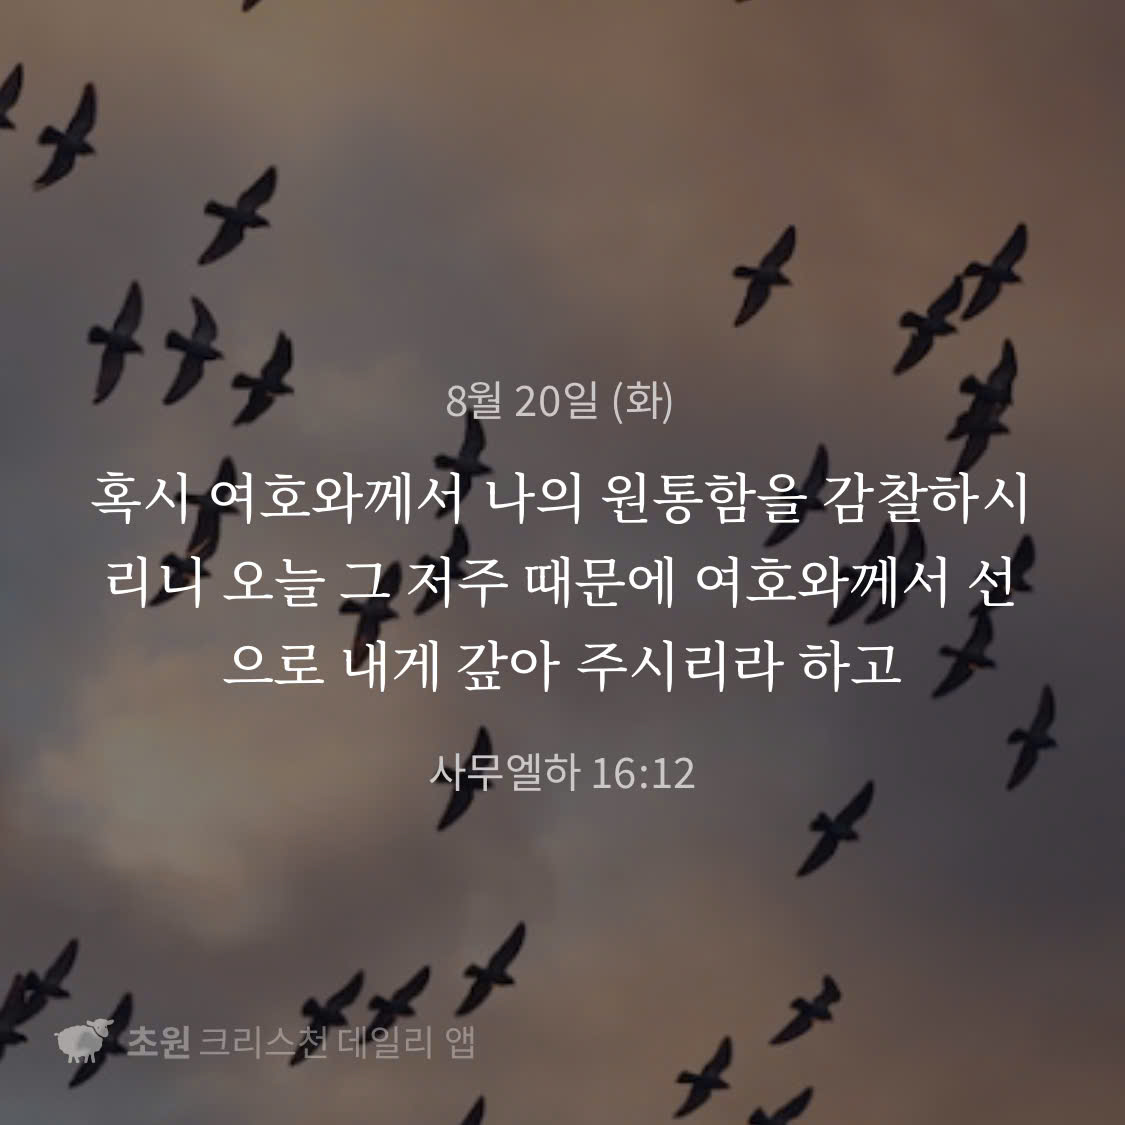 8월 20일 (화)
혹시 여호와께서 나의 원통함을 감찰하시
리니 오늘 그 저주 때문에 여호와께서 선
으로 내게 갚아 주시리라 하고
사무엘하 16:12
초원 크리스천 데일리 앱